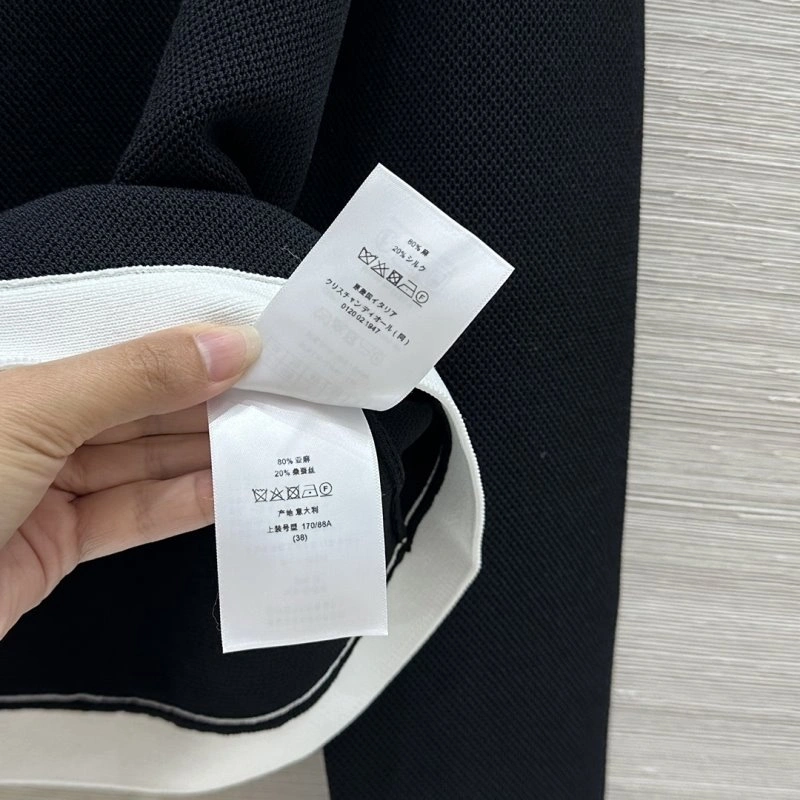 80% 麻
20% シルク
原産国イタリア
クリスチャン ディオール ( 同 )
0120 02 1947
80% 亚麻
20% 桑蚕丝
F
产地 意大利
上装号型 170/88A
(38)